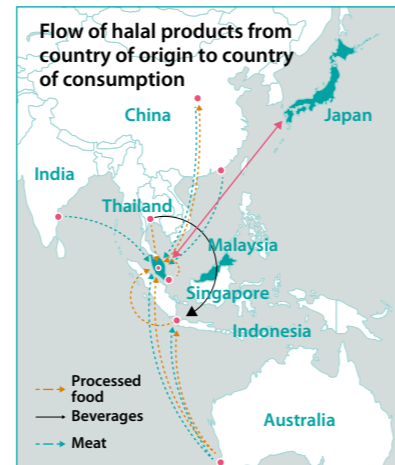 Flow of halal products from
country of origin to country
of consumption
China
Japan
India
Thailand
Malaysia
Singapore
Indonesia
Australia
Processed
food
Beverages
Meat